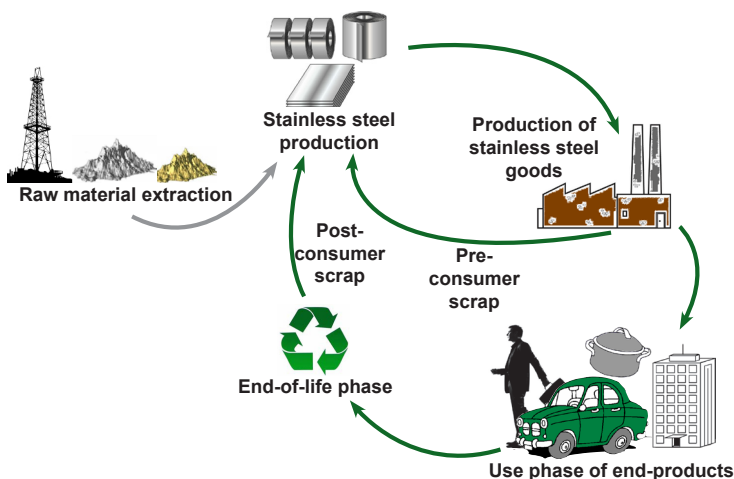 Stainless steel
production
Production of
stainless steel
goods
Raw material extraction
Post-
consumer
scrap
Pre-
consumer
scrap
End-of-life phase
Use phase of end-products